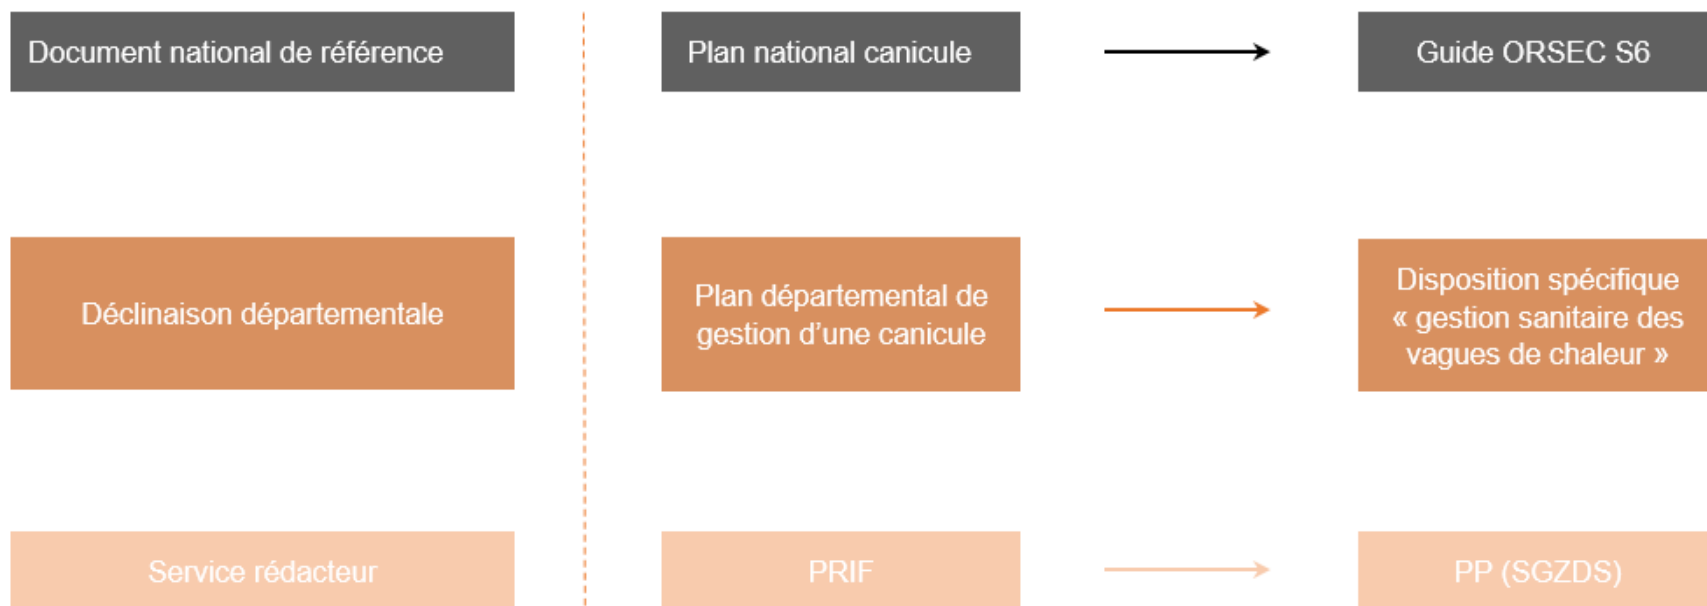 Document national de référence
Plan national canicule
Guide ORSEC S6
Déclinaison départementale
Plan départemental de
gestion d'une canicule
Disposition spécifique
« gestion sanitaire des
vagues de chaleur »
Service rédacteur
PRIF
PP (SGZDS)